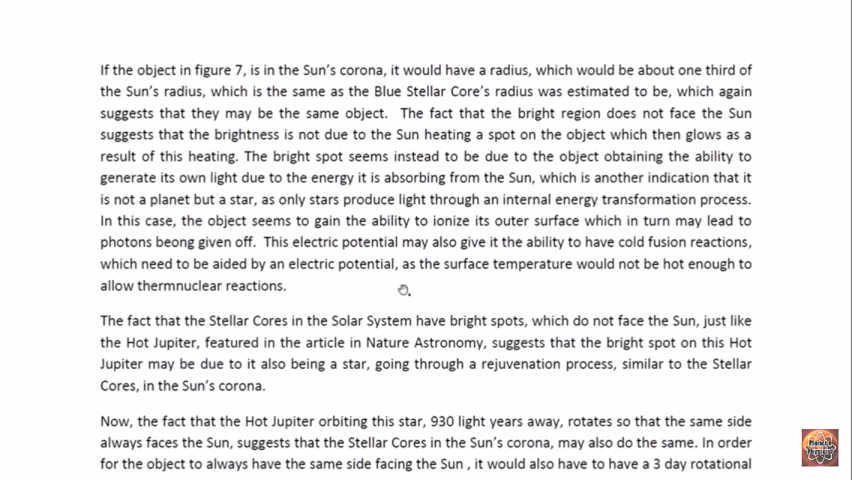 If the object in figure 7, is in the Sun's corona, it would have a radius, which would be about one third of
the Sun's radius, which is the same as the Blue Stellar Core's radius was estimated to be, which again
suggests that they may be the same object.  The fact that the bright region does not face the Sun
suggests that the brightness is not due to the Sun heating a spot on the object which then glows as a
result of this heating. The bright spot seems instead to be due to the object obtaining the ability to
generate its own light due to the energy it is absorbing from the Sun, which is another indication that it
is not a planet but a star, as only stars produce light through an internal energy transformation process.
In this case, the object seems to gain the ability to ionize its outer surface which in turn may lead to
photons beong given off.  This electric potential may also give it the ability to have cold fusion reactions,
which need to be aided by an electric potential, as the surface temperature would not be hot enough to
allow thermnuclear reactions.
The fact that the Stellar Cores in the Solar System have bright spots, which do not face the Sun, just like
the Hot Jupiter, featured in the article in Nature Astronomy, suggests that the bright spot on this Hot
Jupiter may be due to it also being a star, going through a rejuvenation process, similar to the Stellar
Cores, in the Sun's corona.
Now, the fact that the Hot Jupiter orbiting this star, 930 light years away, rotates so that the same side
always faces the Sun, suggests that the Stellar Cores in the Sun's corona, may also do the same. In order
for the object to always have the same side facing the Sun , it would also have to have a 3 day rotational